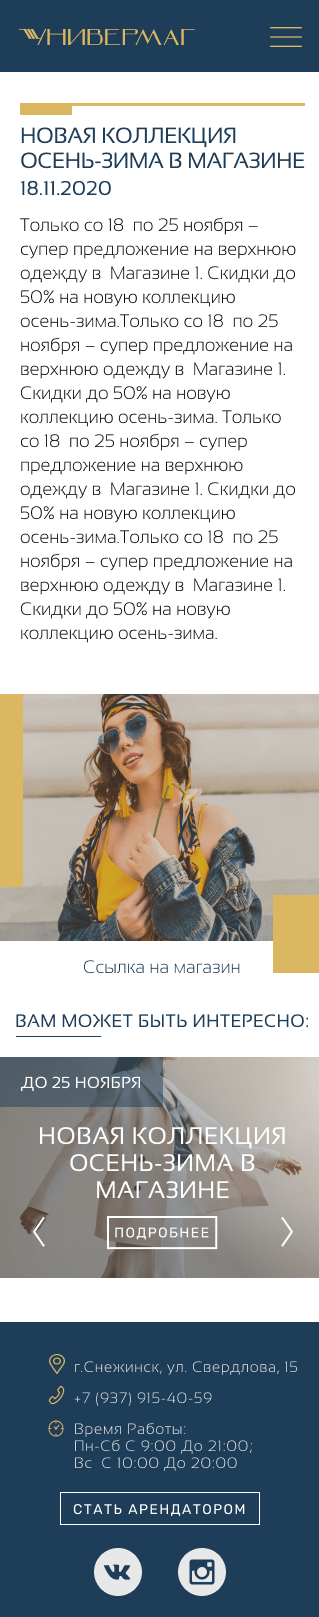 УНИВЕРМАГ
НОВАЯ КОЛЛЕКЦИЯ
ОСЕНЬ-ЗИМА В МАГАЗИНЕ
18.11.2020
Только со 18 по 25 ноября –
супер предложение на верхнюю
одежду в Магазине 1. Скидки до
50% на новую коллекцию
осень-зима.Только со 18 по 25
ноября – супер предложение на
верхнюю одежду в Магазине 1.
Скидки до 50% на новую
коллекцию осень-зима. Только
со 18 по 25 ноября – супер
предложение на верхнюю
одежду в Магазине 1. Скидки до
50% на новую коллекцию
осень-зима.Только со 18 по 25
ноября – супер предложение на
верхнюю одежду в Магазине 1.
Скидки до 50% на новую
коллекцию осень-зима.
Ссылка на магазин
ВАМ МОЖЕТ БЫТЬ ИНТЕРЕСНО:
ДО 25 НОЯБРЯ
НОВАЯ КОЛЛЕКЦИЯ
ОСЕНЬ-ЗИМА В
МАГАЗИНЕ
ПОДРОБНЕЕ
г.Снежинск, ул. Свердлова, 15
+7 (937) 915-40-59
Время Работы:
Пн-Сб С 9:00 До 21:00;
Вс С 10:00 До 20:00
СТАТЬ АРЕНДАТОРОМ